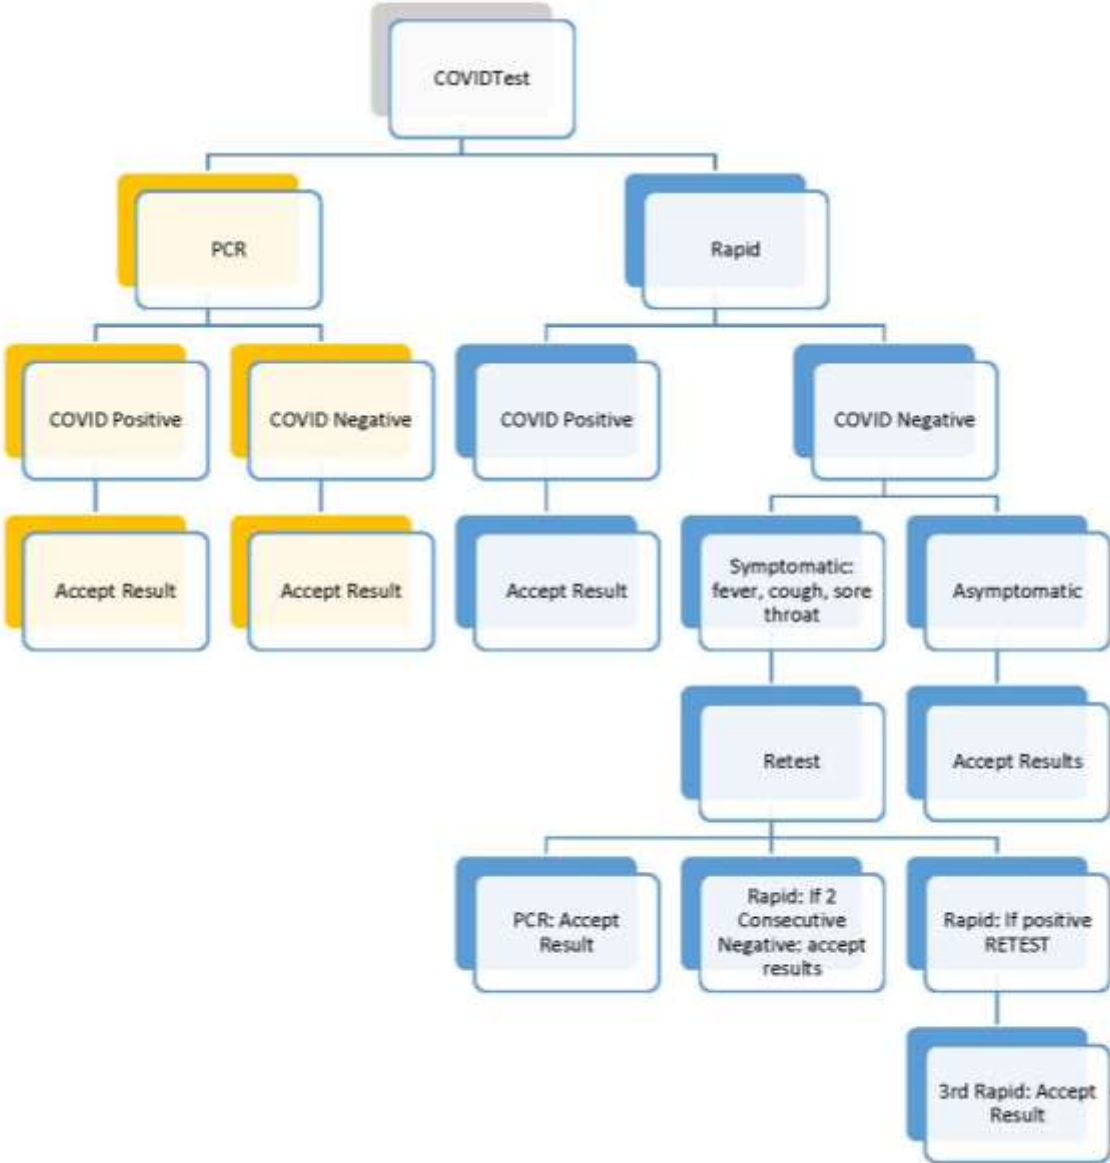 COVIDTest
PCR
Rapid
COVID Positive
COVID Negative
COVID Positive
COVID Negative
Accept Result
Accept Result
Accept Result
Symptomatic:
fever, cough, sore
throat
Asymptomatic
Retest
Accept Results
PCR: Accept
Result
Rapid: If 2
Consecutive
Negative: accept
results
Rapid: If positive
RETEST
3rd Rapid: Accept
Result